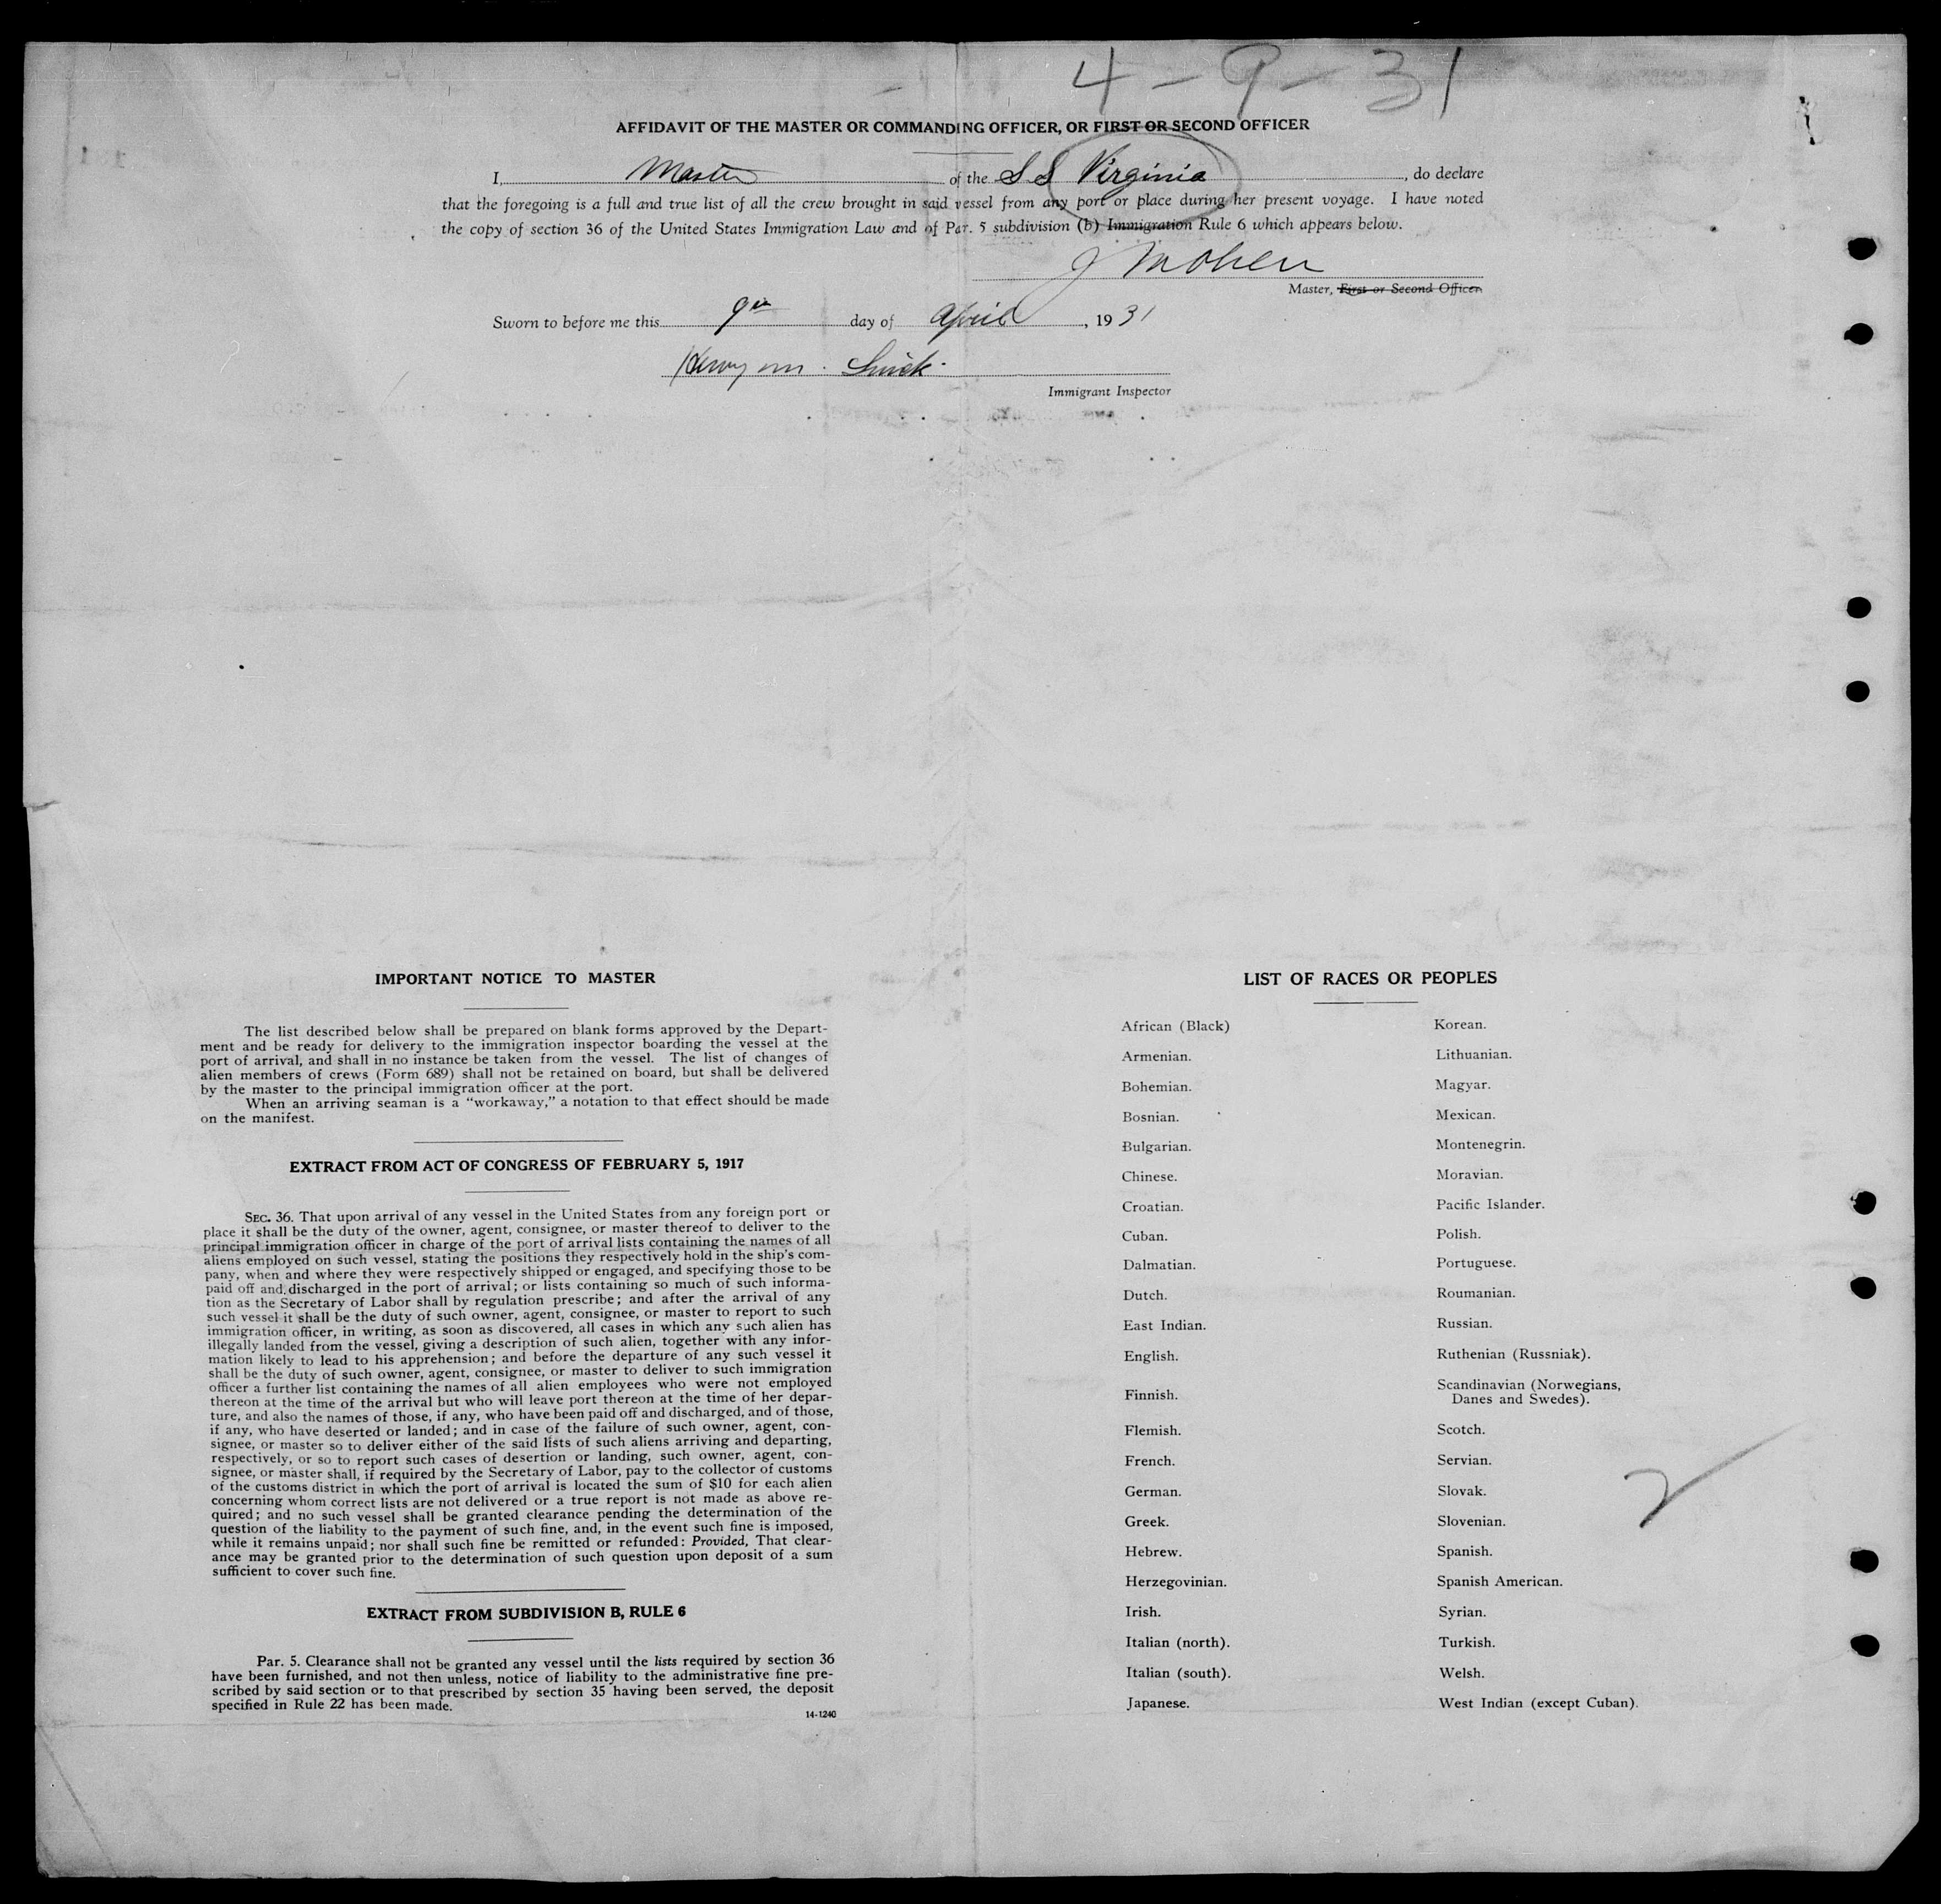 4-9-31
AFFIDAVIT OF THE MASTER OR COMMANDING OFFICER, OR FIRST OR SECOND OFFICER
I, Master of the SS Virginia, do declare
that the foregoing is a full and true list of all the crew brought in said vessel from any port or place during her present voyage. I have noted
the copy of section 36 of the United States Immigration Law and of Par. 5 subdivision (b) Immigration Rule 6 which appears below.
J
Master, First or Second Officer.
Sworn to before me this 9th day of April, 1931
Henry M.
Immigrant Inspector
IMPORTANT NOTICE TO MASTER
The list described below shall be prepared on blank forms approved by the Depart-
ment and be ready for delivery to the immigration inspector boarding the vessel at the
port of arrival, and shall in no instance be taken from the vessel. The list of changes of
alien members of crews (Form 689) shall not be retained on board, but shall be delivered
by the master to the principal immigration officer at the port.
When an arriving seaman is a “workaway,” a notation to that effect should be made
on the manifest.
EXTRACT FROM ACT OF CONGRESS OF FEBRUARY 5, 1917
SEC. 36. That upon arrival of any vessel in the United States from any foreign port or
place it shall be the duty of the owner, agent, consignee, or master thereof to deliver to the
principal immigration officer in charge of the port of arrival lists containing the names of all
aliens employed on such vessel, stating the positions they respectively hold in the ship's com-
pany, when and where they were respectively shipped or engaged, and specifying those to be
paid off and discharged in the port of arrival; or lists containing so much of such informa-
tion as the Secretary of Labor shall by regulation prescribe; and after the arrival of any
such vessel it shall be the duty of such owner, agent, consignee, or master to report to such
immigration officer, in writing, as soon as discovered, all cases in which any such alien has
illegally landed from the vessel, giving a description of such alien, together with any infor-
mation likely to lead to his apprehension; and before the departure of any such vessel it
shall be the duty of such owner, agent, consignee, or master to deliver to such immigration
officer a further list containing the names of all alien employees who were not employed
thereon at the time of the arrival but who will leave port thereon at the time of her depar-
ture, and also the names of those, if any, who have been paid off and discharged, and of those,
if any, who have deserted or landed; and in case of the failure of such owner, agent, con-
signee, or master so to deliver either of the said lists of such aliens arriving and departing,
respectively, or so to report such cases of desertion or landing, such owner, agent, con-
signee, or master shall, if required by the Secretary of Labor, pay to the collector of customs
of the customs district in which the port of arrival is located the sum of $10 for each alien
concerning whom correct lists are not delivered or a true report is not made as above re-
quired; and no such vessel shall be granted clearance pending the determination of the
question of the liability to the payment of such fine, and, in the event such fine is imposed,
while it remains unpaid; nor shall such fine be remitted or refunded: Provided, That clear-
ance may be granted prior to the determination of such question upon deposit of a sum
sufficient to cover such fine.
EXTRACT FROM SUBDIVISION B, RULE 6
Par. 5. Clearance shall not be granted any vessel until the lists required by section 36
have been furnished, and not then unless, notice of liability to the administrative fine pre-
scribed by said section or to that prescribed by section 35 having been served, the deposit
specified in Rule 22 has been made.
14-1240
LIST OF RACES OR PEOPLES
African (Black)
Armenian.
Bohemian.
Bosnian.
Bulgarian.
Chinese.
Croatian.
Cuban.
Dalmatian.
Dutch.
East Indian.
English.
Finnish.
Flemish.
French.
German.
Greek.
Hebrew.
Herzegovinian.
Irish.
Italian (north).
Italian (south).
Japanese.
Korean.
Lithuanian.
Magyar.
Mexican.
Montenegrin.
Moravian.
Pacific Islander.
Polish.
Portuguese.
Roumanian.
Russian.
Ruthenian (Russniak).
Scandinavian (Norwegians,
Danes and Swedes).
Scotch.
Servian.
Slovak.
Slovenian.
Spanish.
Spanish American.
Syrian.
Turkish.
Welsh.
West Indian (except Cuban).